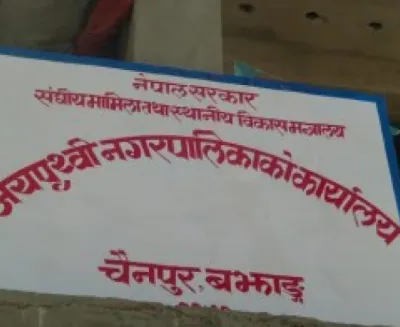 नेपाल सरकार
संघीय मामिला तथा स्थानीय विकास मन्त्रालय
जयपृथ्वी नगरपालिकाको कार्यालय
चैनपुर, बझाङ्ग